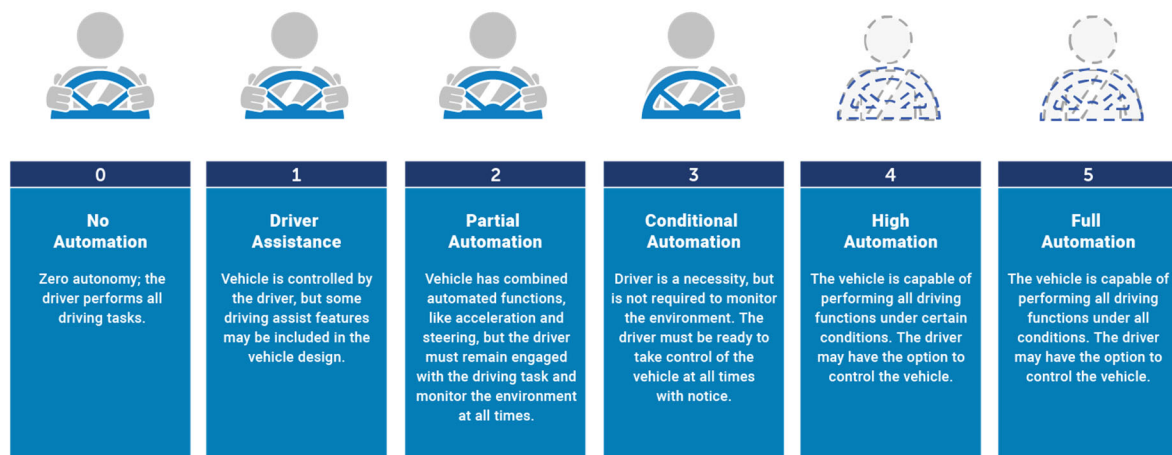 0
No
Automation
Zero autonomy; the
driver performs all
driving tasks.
1
Driver
Assistance
Vehicle is controlled by
the driver, but some
driving assist features
may be included in the
vehicle design.
2
Partial
Automation
Vehicle has combined
automated functions,
like acceleration and
steering, but the driver
must remain engaged
with the driving task and
monitor the environment
at all times.
3
Conditional
Automation
Driver is a necessity, but
is not required to monitor
the environment. The
driver must be ready to
take control of the
vehicle at all times
with notice.
4
High
Automation
The vehicle is capable of
performing all driving
functions under certain
conditions. The driver
may have the option to
control the vehicle.
5
Full
Automation
The vehicle is capable of
performing all driving
functions under all
conditions. The driver
may have the option to
control the vehicle.